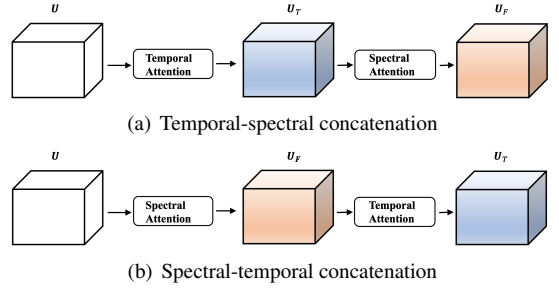 U U_T U_F
Temporal Attention Spectral Attention
(a) Temporal-spectral concatenation
U U_F U_T
Spectral Attention Temporal Attention
(b) Spectral-temporal concatenation